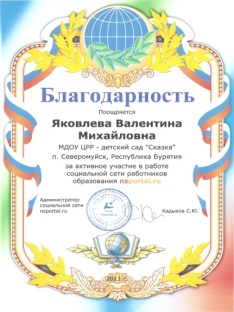 Благодарность
Поощряется
Яковлева Валентина
Михайловна
МДОУ ЦРР - детский сад "Сказка"
п. Северомуйск, Республика Бурятия
за активное участие в работе
социальной сети работников
образования nsportal.ru
Администратор
социальной сети
nsportal.ru
Кадыков С.Ю.
2011 г.